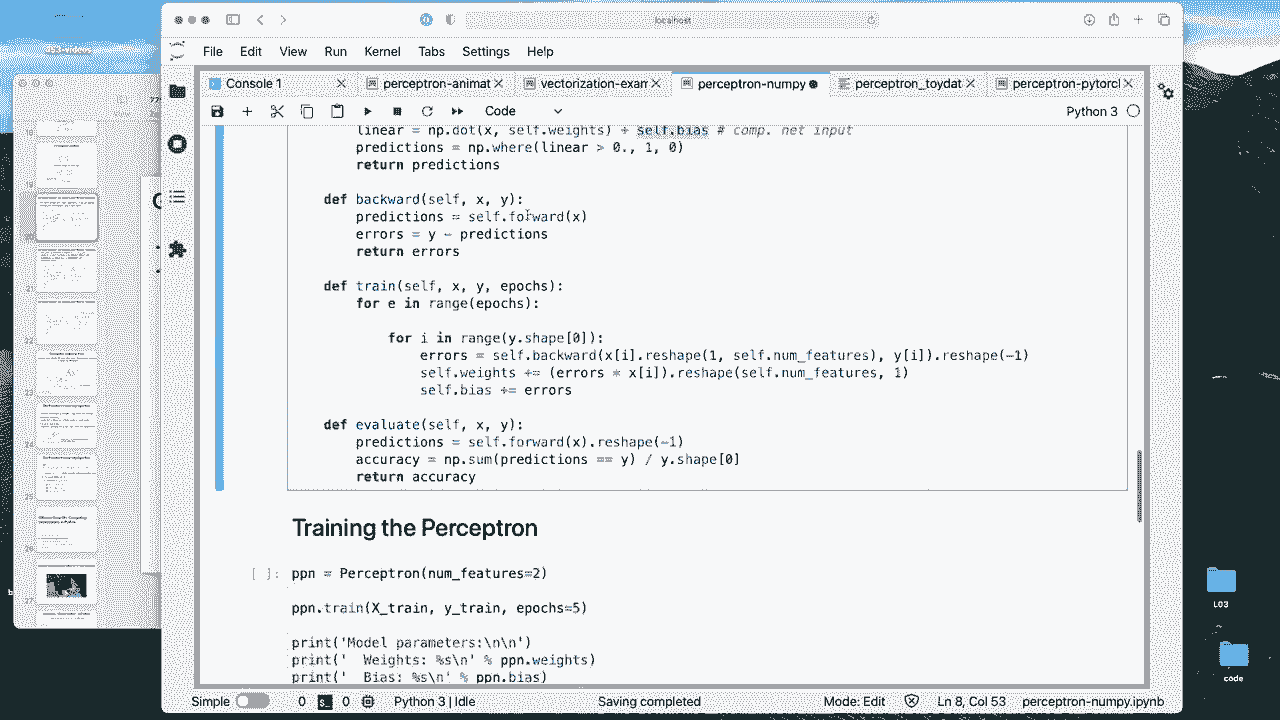 localhost
File Edit View Run Kernel Tabs Settings Help
Console 1 perceptron-animat vectorization-exam perceptron-numpy perceptron_toydat perceptron-pytorcl
Code Python 3
linear = np.dot(x, self.weights) + self.bias # comp. net input
predictions = np.where(linear > 0., 1, 0)
return predictions
def backward(self, x, y):
predictions = self.forward(x)
errors = y - predictions
return errors
def train(self, x, y, epochs):
for e in range(epochs):
for i in range(y.shape[0]):
errors = self.backward(x[i].reshape(1, self.num_features), y[i]).reshape(-1)
self.weights += (errors * x[i]).reshape(self.num_features, 1)
self.bias += errors
def evaluate(self, x, y):
predictions = self.forward(x).reshape(-1)
accuracy = np.sum(predictions == y) / y.shape[0]
return accuracy
Training the Perceptron
[ ]: ppn = Perceptron(num_features=2)
ppn.train(X_train, y_train, epochs=5)
print('Model parameters:\n\n')
print('  Weights: %s\n' % ppn.weights)
print('  Bias: %s\n' % ppn.bias)
Simple 0 0 Python 3 | Idle Saving completed Mode: Edit Ln 8, Col 53 perceptron-numpy.ipynb
L03
code